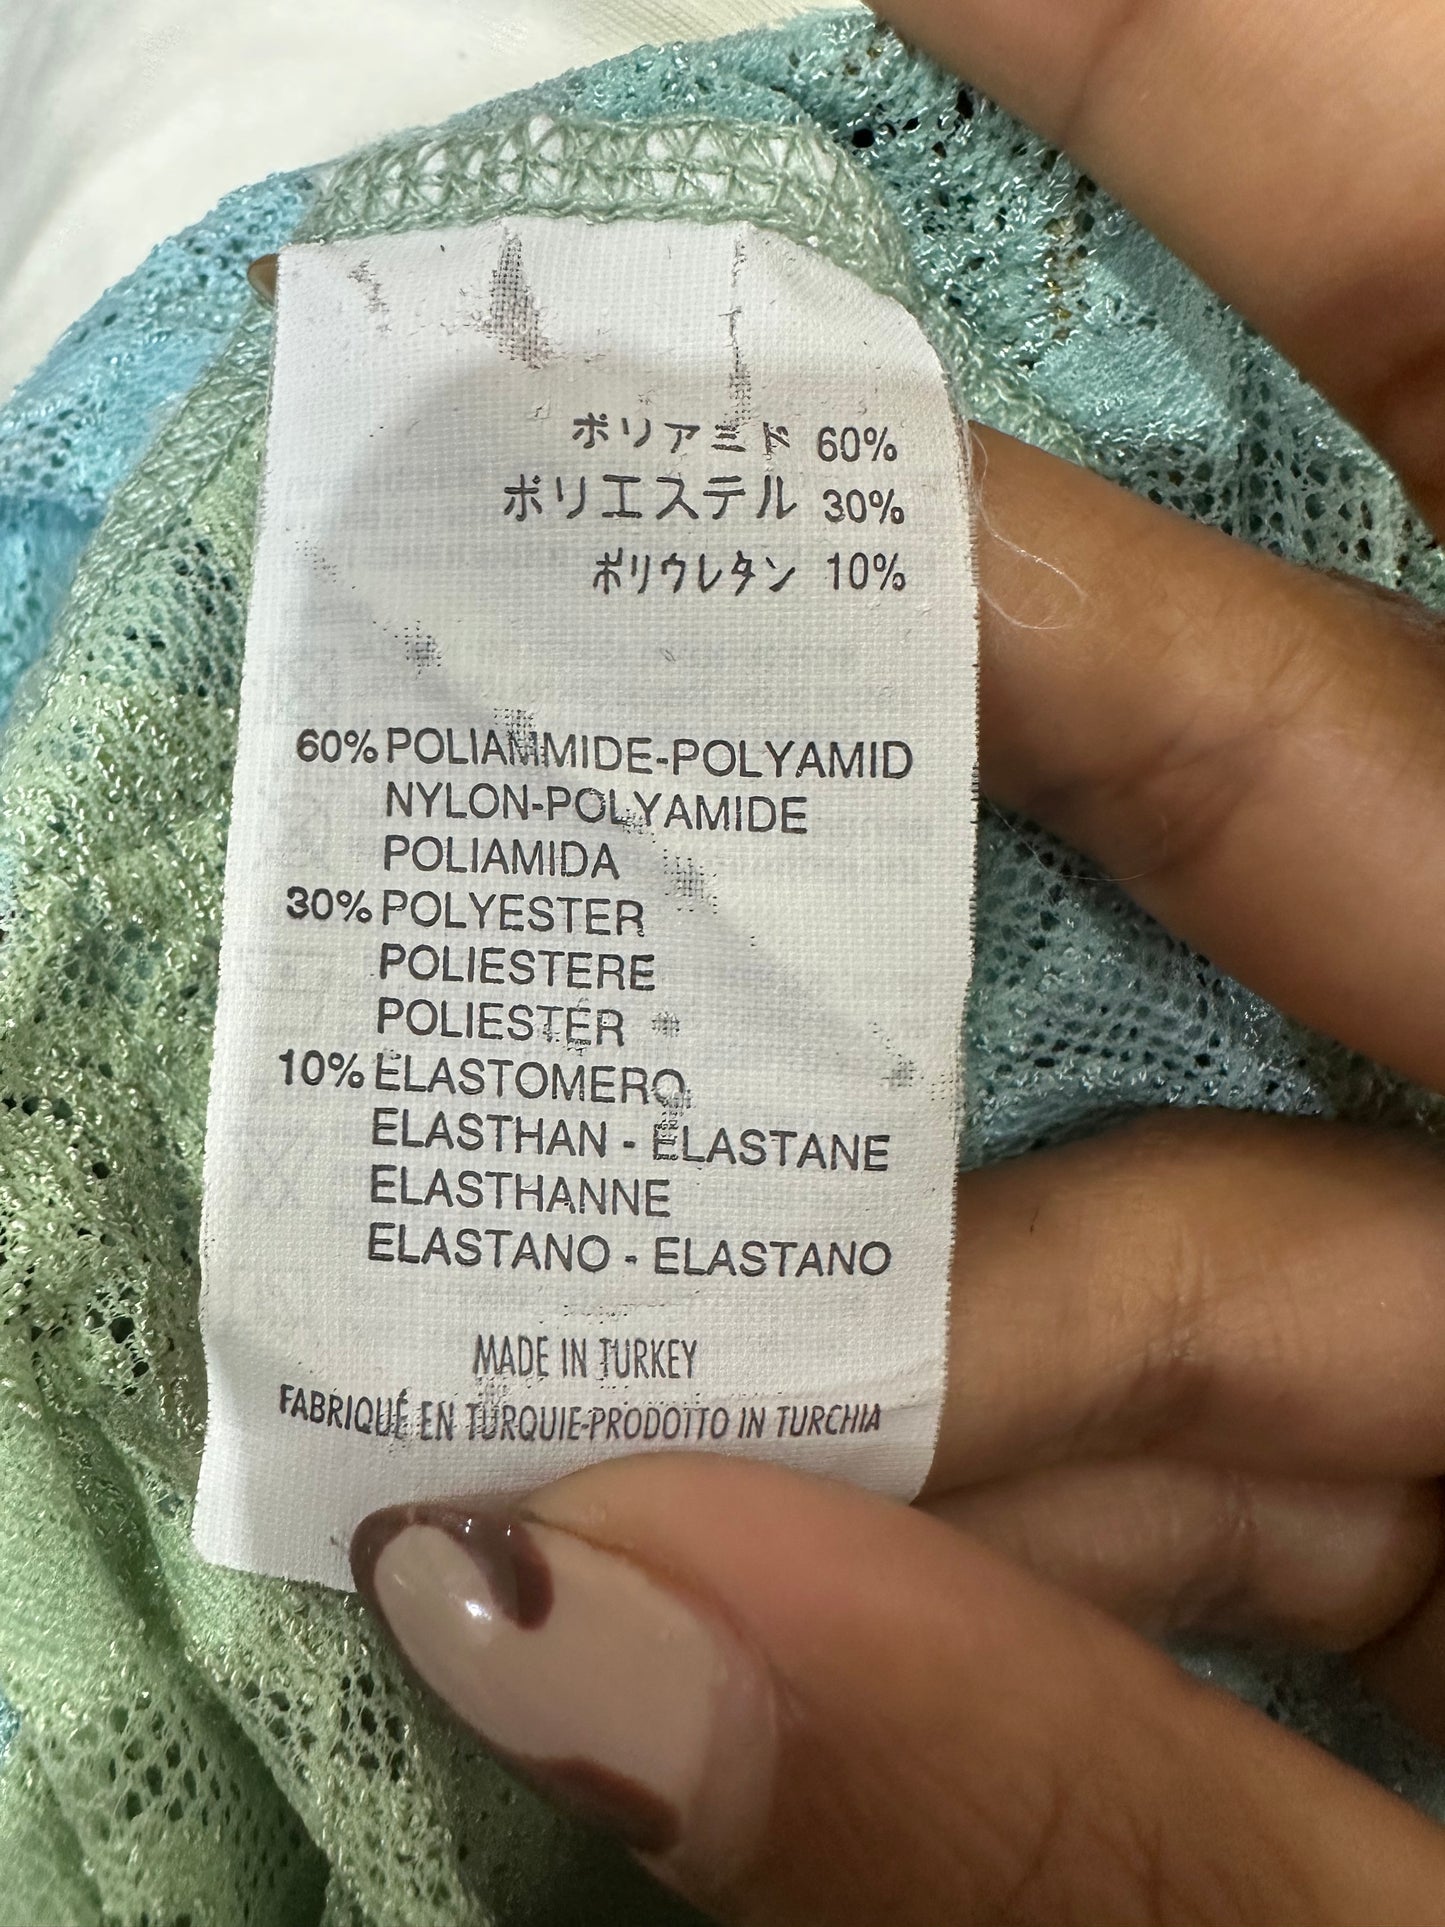 ポリアミド 60%
ポリエステル 30%
ポリウレタン 10%
60% POLIAMMIDE-POLYAMID
NYLON-POLYAMIDE
POLIAMIDA
30% POLYESTER
POLIESTERE
POLIESTÉR
10% ELASTOMERO
ELASTHAN - ELASTANE
ELASTHANNE
ELASTANO - ELASTANO
MADE IN TURKEY
FABRIQUÉ EN TURQUIE-PRODOTTO IN TURCHIA